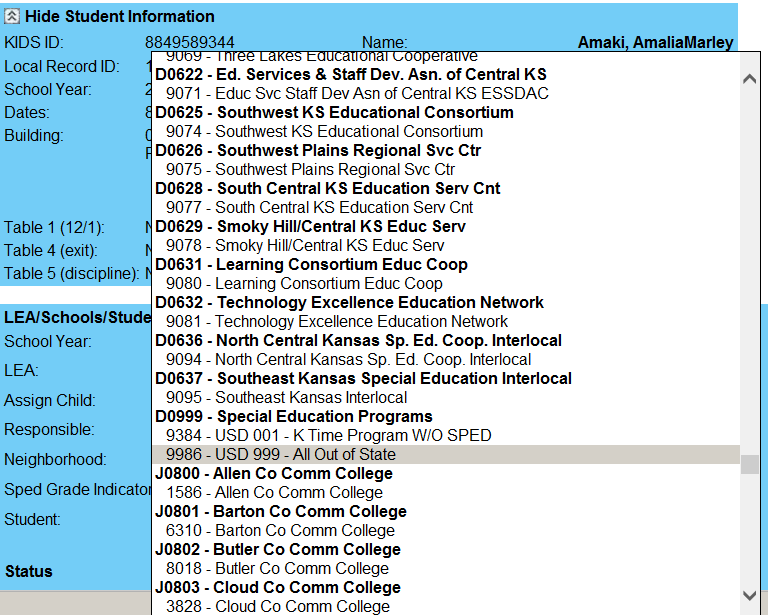 Hide Student Information
KIDS ID: 8849589344 Name: Amaki, AmaliaMarley
Local Record ID: 1
School Year: 2
Dates: 8
Building: 0
Table 1 (12/1): N
Table 4 (exit): N
Table 5 (discipline): N
LEA/Schools/Stude
School Year:
LEA:
Assign Child:
Responsible:
Neighborhood:
Sped Grade Indicator
Student:
Status
9069 - Three Lakes Educational Cooperative
D0622 - Ed. Services & Staff Dev. Asn. of Central KS
9071 - Educ Svc Staff Dev Asn of Central KS ESSDAC
D0625 - Southwest KS Educational Consortium
9074 - Southwest KS Educational Consortium
D0626 - Southwest Plains Regional Svc Ctr
9075 - Southwest Plains Regional Svc Ctr
D0628 - South Central KS Education Serv Cnt
9077 - South Central KS Education Serv Cnt
D0629 - Smoky Hill/Central KS Educ Serv
9078 - Smoky Hill/Central KS Educ Serv
D0631 - Learning Consortium Educ Coop
9080 - Learning Consortium Educ Coop
D0632 - Technology Excellence Education Network
9081 - Technology Excellence Education Network
D0636 - North Central Kansas Sp. Ed. Coop. Interlocal
9094 - North Central Kansas Sp. Ed. Coop. Interlocal
D0637 - Southeast Kansas Special Education Interlocal
9095 - Southeast Kansas Interlocal
D0999 - Special Education Programs
9384 - USD 001 - K Time Program W/O SPED
9986 - USD 999 - All Out of State
J0800 - Allen Co Comm College
1586 - Allen Co Comm College
J0801 - Barton Co Comm College
6310 - Barton Co Comm College
J0802 - Butler Co Comm College
8018 - Butler Co Comm College
J0803 - Cloud Co Comm College
3828 - Cloud Co Comm College